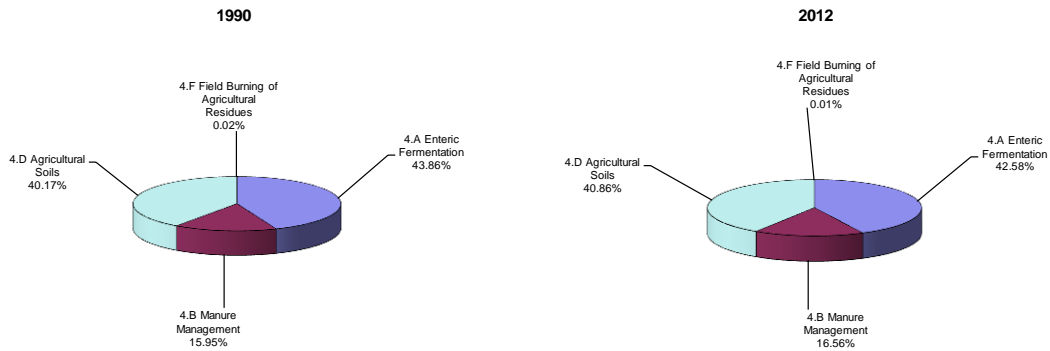 1990
4.F Field Burning of
Agricultural
Residues
0.02%
4.A Enteric
Fermentation
43.86%
4.D Agricultural
Soils
40.17%
4.B Manure
Management
15.95%
2012
4.F Field Burning of
Agricultural
Residues
0.01%
4.A Enteric
Fermentation
42.58%
4.D Agricultural
Soils
40.86%
4.B Manure
Management
16.56%